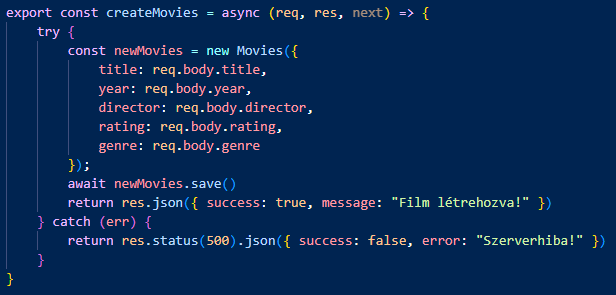 export const createMovies = async (req, res, next) => {
    try {
        const newMovies = new Movies({
            title: req.body.title,
            year: req.body.year,
            director: req.body.director,
            rating: req.body.rating,
            genre: req.body.genre
        });
        await newMovies.save()
        return res.json({ success: true, message: "Film létrehozva!" })
    } catch (err) {
        return res.status(500).json({ success: false, error: "Szerverhiba!" })
    }
}